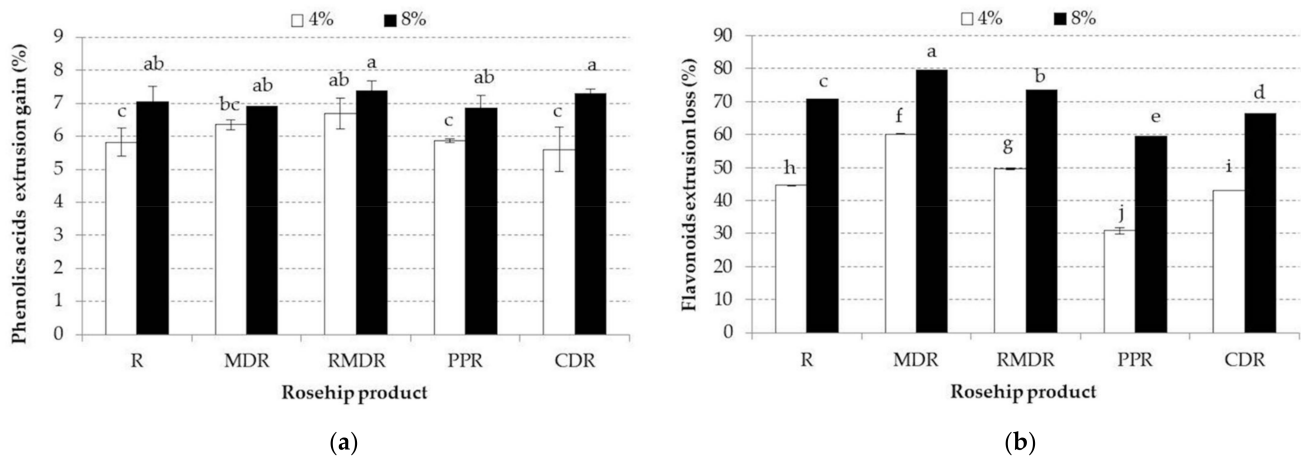 4% 8%
Phenolics acids extrusion gain (%)
9
8
7
6
5
4
3
2
1
0
c ab bc ab ab a c ab c a
R MDR RMDR PPR CDR
Rosehip product
(a)
4% 8%
Flavonoids extrusion loss (%)
90
80
70
60
50
40
30
20
10
0
h c f a g b j e i d
R MDR RMDR PPR CDR
Rosehip product
(b)